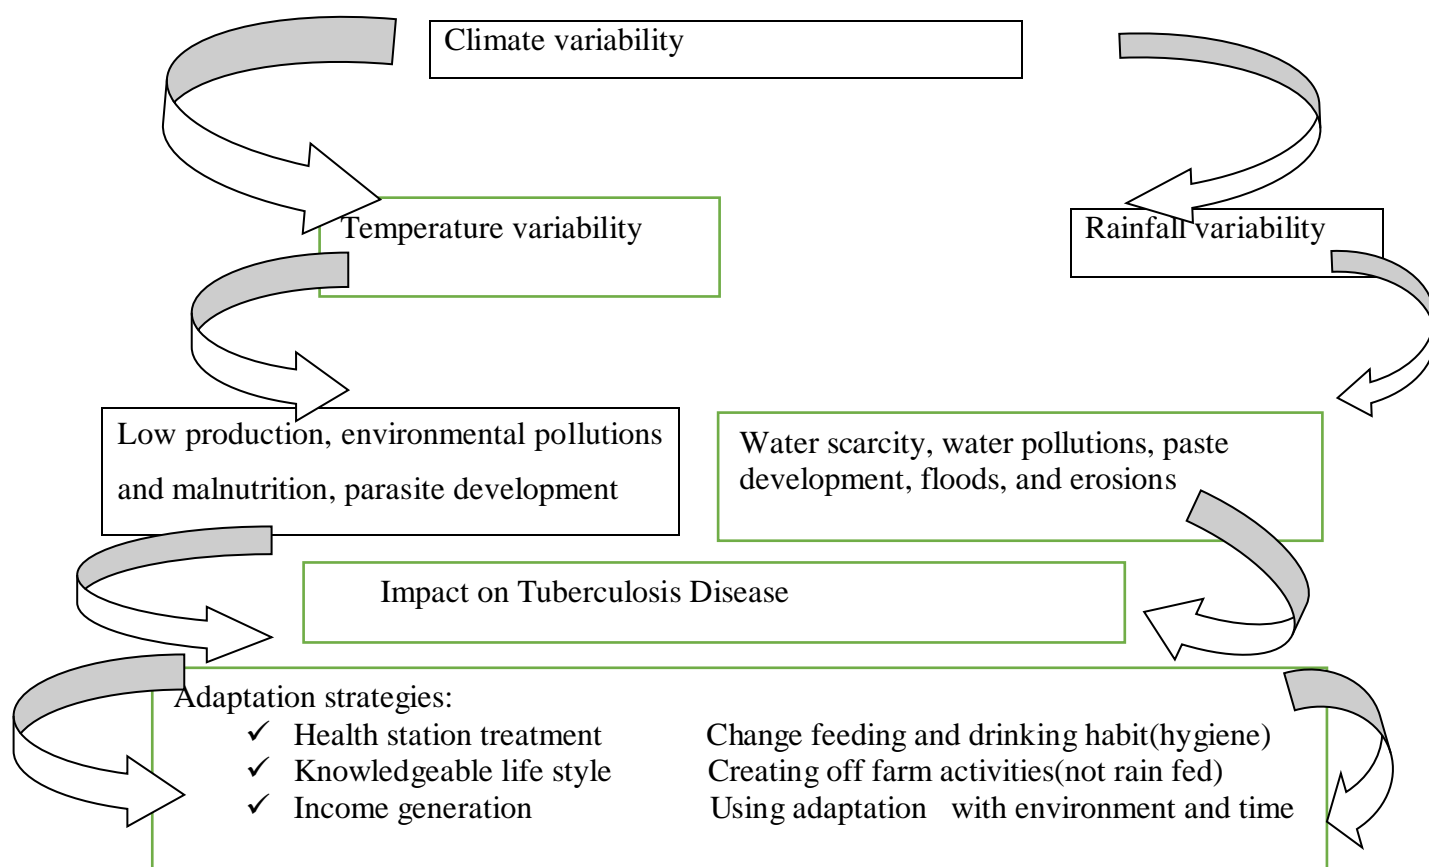 Climate variability
Temperature variability
Rainfall variability
Low production, environmental pollutions
and malnutrition, parasite development
Water scarcity, water pollutions, paste
development, floods, and erosions
Impact on Tuberculosis Disease
Adaptation strategies:
✓ Health station treatment Change feeding and drinking habit(hygiene)
✓ Knowledgeable life style Creating off farm activities(not rain fed)
✓ Income generation Using adaptation with environment and time